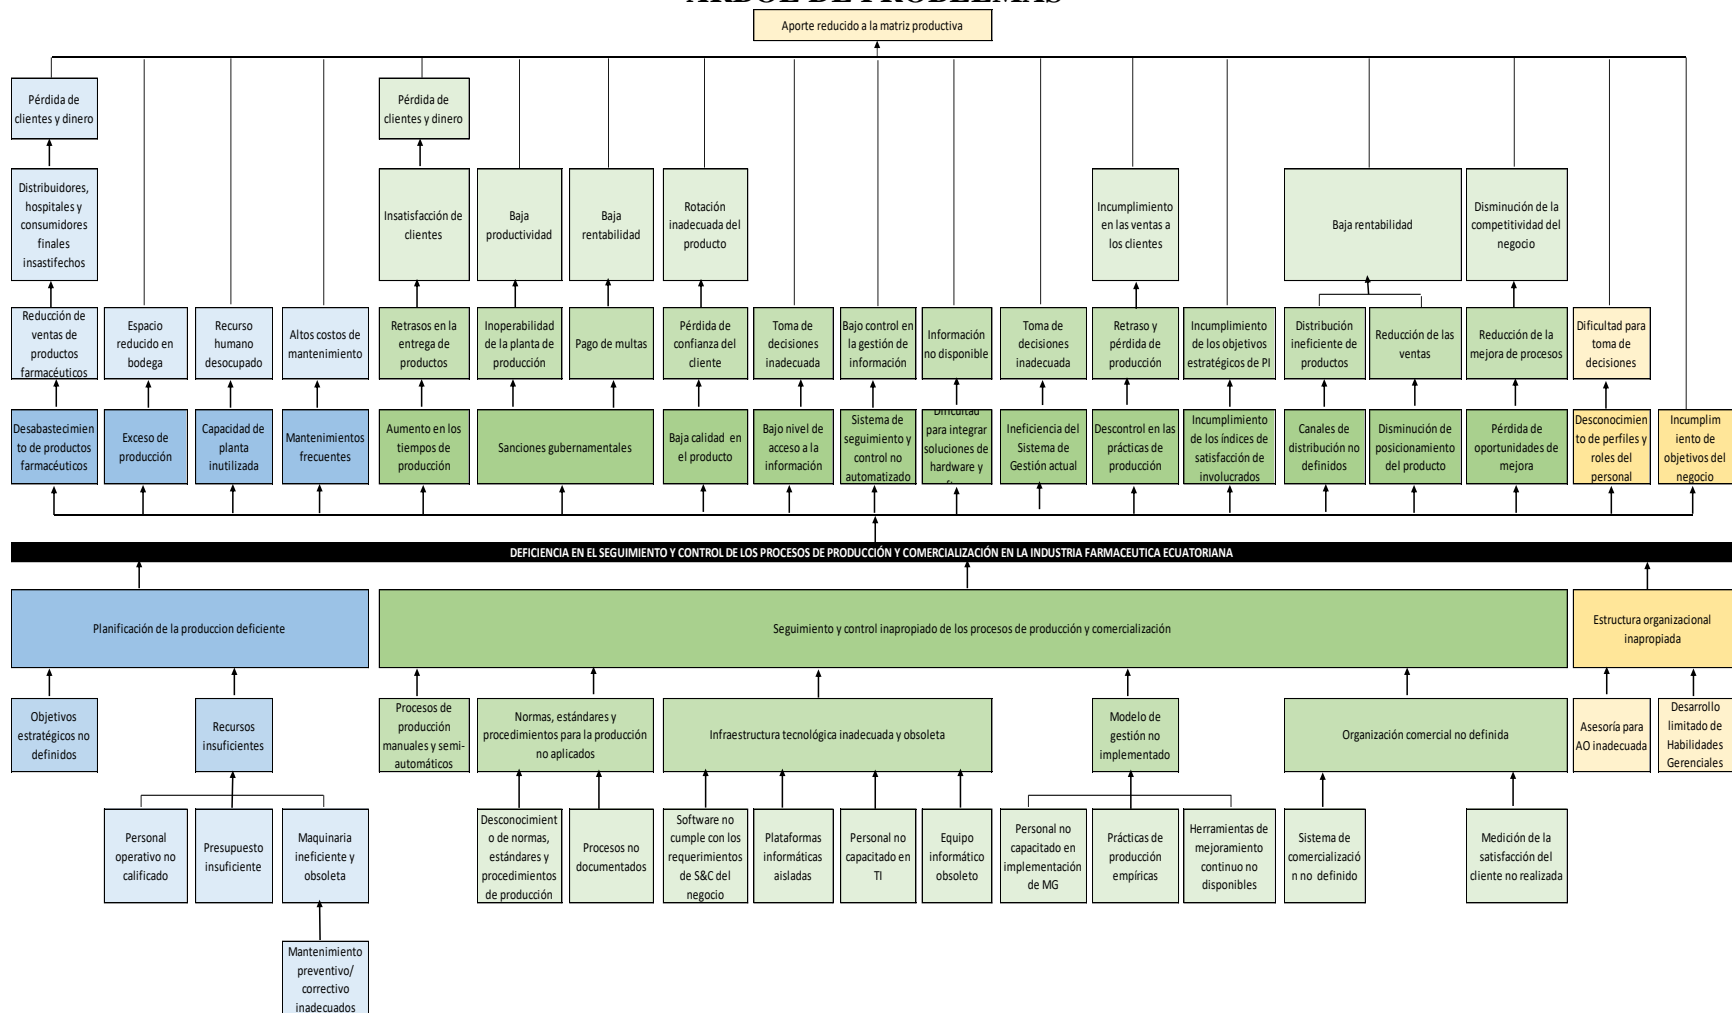 ÁRBOL DE PROBLEMAS
Aporte reducido a la matriz productiva
Pérdida de
clientes y dinero
Pérdida de
clientes y dinero
Distribuidores,
hospitales y
consumidores
finales
insastifechos
Insatisfacción de
clientes
Baja
productividad
Baja
rentabilidad
Rotación
inadecuada del
producto
Incumplimiento
en las ventas a
los clientes
Baja rentabilidad
Disminución de la
competitividad del
negocio
Reducción de
ventas de
productos
farmacéuticos
Espacio
reducido en
bodega
Recurso
humano
desocupado
Altos costos de
mantenimiento
Retrasos en la
entrega de
productos
Inoperabilidad
de la planta de
producción
Pago de multas
Pérdida de
confianza del
cliente
Toma de
decisiones
inadecuada
Bajo control en
la gestión de
información
Información
no disponible
Toma de
decisiones
inadecuada
Retraso y
pérdida de
producción
Incumplimiento
de los objetivos
estratégicos de PI
Distribución
ineficiente de
productos
Reducción de las
ventas
Reducción de la
mejora de procesos
Dificultad para
toma de
decisiones
Desabastecimien
to de productos
farmacéuticos
Exceso de
producción
Capacidad de
planta
inutilizada
Mantenimientos
frecuentes
Aumento en los
tiempos de
producción
Sanciones gubernamentales
Baja calidad en
el producto
Bajo nivel de
acceso a la
información
Sistema de
seguimiento y
control no
automatizado
Dificultad
para integrar
soluciones de
hardware y
Ineficiencia del
Sistema de
Gestión actual
Descontrol en las
prácticas de
producción
Incumplimiento
de los índices de
satisfacción de
involucrados
Canales de
distribución no
definidos
Disminución de
posicionamiento
del producto
Pérdida de
oportunidades de
mejora
Desconocimien
to de perfiles y
roles del
personal
Incumplim
iento de
objetivos del
negocio
DEFICIENCIA EN EL SEGUIMIENTO Y CONTROL DE LOS PROCESOS DE PRODUCCIÓN Y COMERCIALIZACIÓN EN LA INDUSTRIA FARMACEUTICA ECUATORIANA
Planificación de la produccion deficiente
Seguimiento y control inapropiado de los procesos de producción y comercialización
Estructura organizacional
inapropiada
Objetivos
estratégicos no
definidos
Recursos
insuficientes
Procesos de
producción
manuales y semi-
automáticos
Normas, estándares y
procedimientos para la producción
no aplicados
Infraestructura tecnológica inadecuada y obsoleta
Modelo de
gestión no
implementado
Organización comercial no definida
Asesoría para
AO inadecuada
Desarrollo
limitado de
Habilidades
Gerenciales
Personal
operativo no
calificado
Presupuesto
insuficiente
Maquinaria
ineficiente y
obsoleta
Desconocimient
o de normas,
estándares y
procedimientos
de producción
Procesos no
documentados
Software no
cumple con los
requerimientos
de S&C del
negocio
Plataformas
informáticas
aisladas
Personal no
capacitado en
TI
Equipo
informático
obsoleto
Personal no
capacitado en
implementación
de MG
Prácticas de
producción
empíricas
Herramientas de
mejoramiento
continuo no
disponibles
Sistema de
comercializació
n no definido
Medición de la
satisfacción del
cliente no realizada
Mantenimiento
preventivo/
correctivo
inadecuados